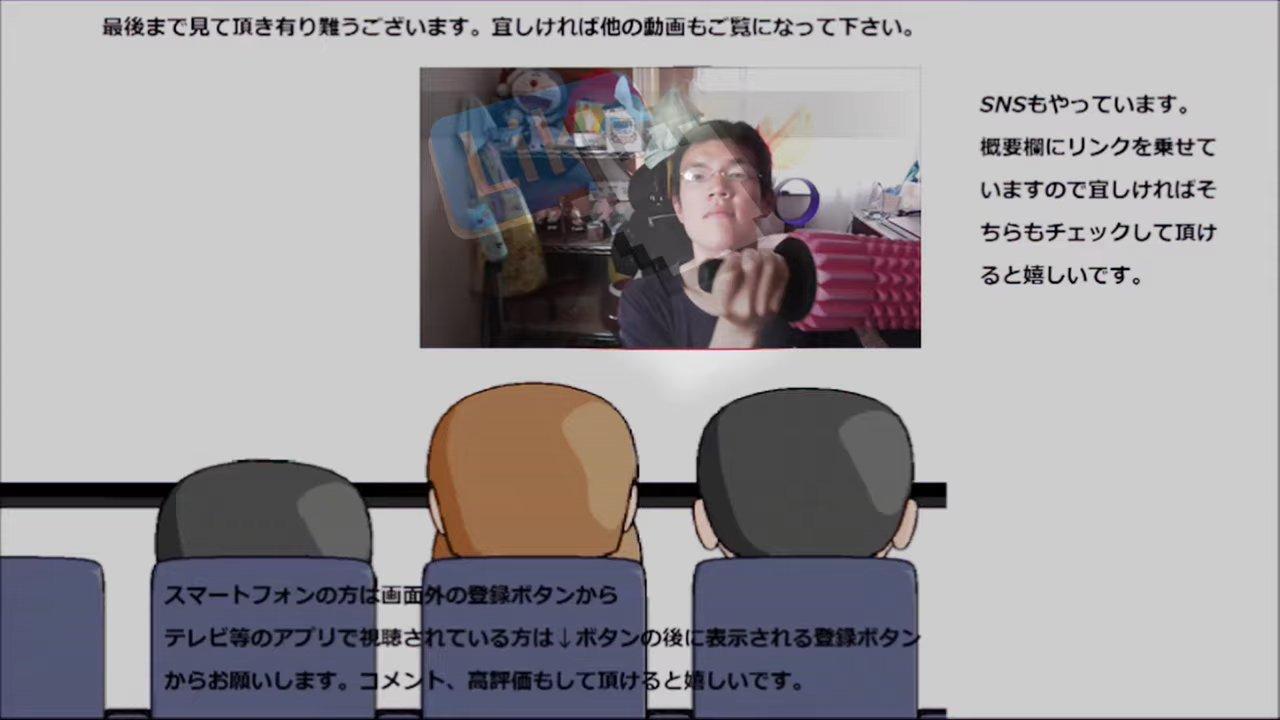 最後まで見て頂き有り難うございます。宜しければ他の動画もご覧になって下さい。
SNSもやっています。
概要欄にリンクを乗せて
いますので宜しければそ
ちらもチェックして頂け
ると嬉しいです。
スマートフォンの方は画面外の登録ボタンから
テレビ等のアプリで視聴されている方は↓ボタンの後に表示される登録ボタン
からお願いします。コメント、高評価もして頂けると嬉しいです。